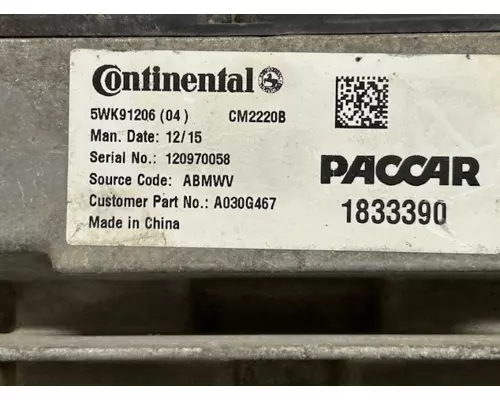 Continental
5WK91206 (04) CM2220B
Man. Date: 12/15
Serial No.: 120970058
Source Code: ABMWV
Customer Part No.: A030G467
Made in China
PACCAR
1833390